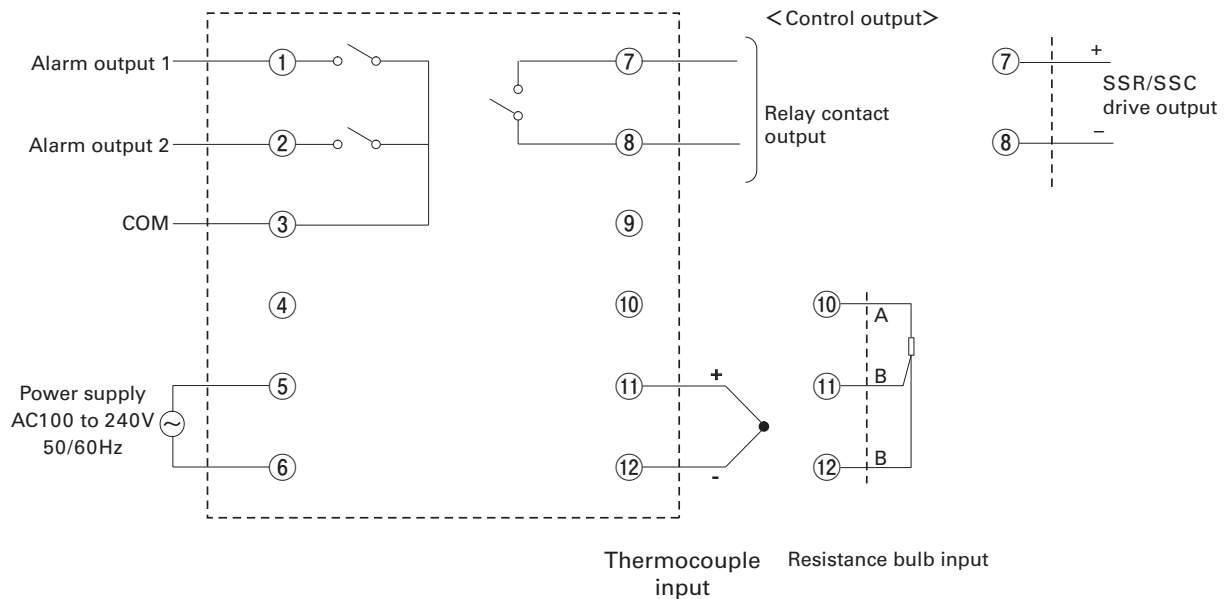 <Control output>
Alarm output 1
①
⑦
⑦
+
SSR/SSC
drive output
Relay contact
output
Alarm output 2
②
⑧
⑧
−
COM
③
⑨
④
⑩
⑩
A
Power supply
AC100 to 240V
50/60Hz
⑤
⑪
+
⑪
B
⑥
⑫
-
⑫
B
Thermocouple
input
Resistance bulb input